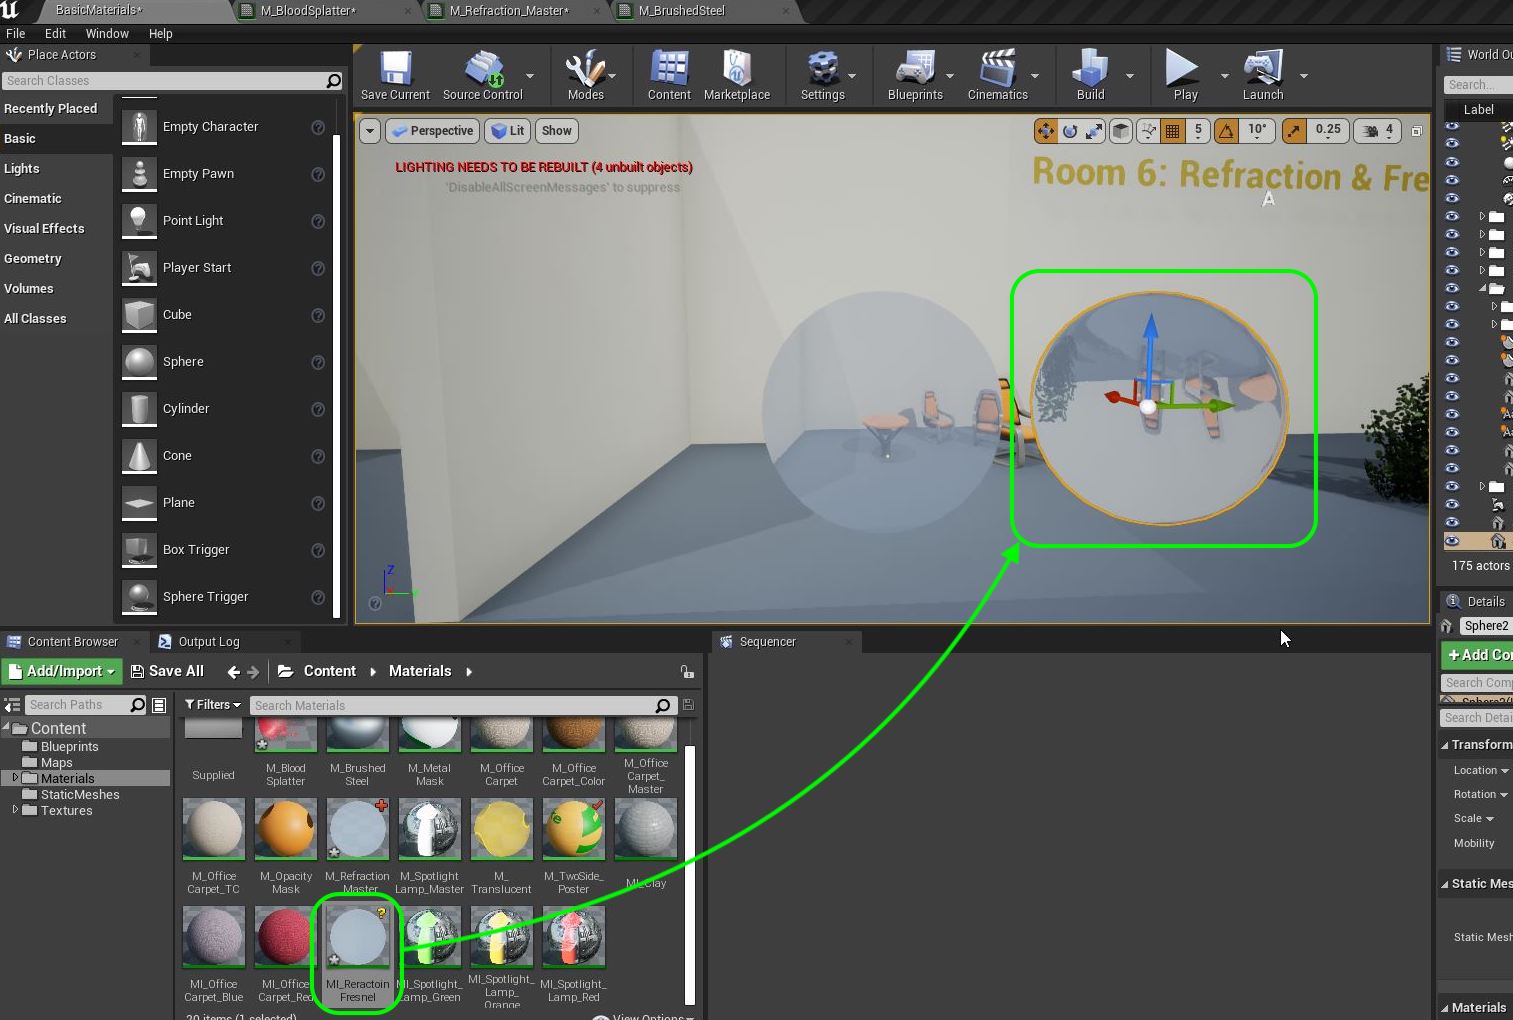 BasicMaterials*
M_BloodSplatter*
M_Refraction_Master*
M_BrushedSteel
File Edit Window Help
Place Actors
Search Classes
Recently Placed
Basic
Lights
Cinematic
Visual Effects
Geometry
Volumes
All Classes
Empty Character
Empty Pawn
Point Light
Player Start
Cube
Sphere
Cylinder
Cone
Plane
Box Trigger
Sphere Trigger
Save Current
Source Control
Modes
Content
Marketplace
Settings
Blueprints
Cinematics
Build
Play
Launch
Perspective
Lit
Show
5
10°
0.25
4
LIGHTING NEEDS TO BE REBUILT (4 unbuilt objects)
'DisableAllScreenMessages' to suppress
Room 6: Refraction & Fre
A
Z
World Ou
Search...
Label
175 actors
Details
Sphere2
+Add Co
Search Comp
Search Detai
Transform
Location
Rotation
Scale
Mobility
Static Mes
Static Mesh
Materials
Content Browser
Output Log
Add/Import
Save All
Content
Materials
Search Paths
Filters
Search Materials
Content
Blueprints
Maps
Materials
StaticMeshes
Textures
Supplied
M_Blood
Splatter
M_Brushed
Steel
M_Metal
Mask
M_Office
Carpet
M_Office
Carpet_Color
M_Office
Carpet_
Master
M_Office
Carpet_TC
M_Opacity
Mask
M_Refraction
Master
M_Spotlight
Lamp_Master
M_
Translucent
M_TwoSide_
Poster
MI_Clay
MI_Office
Carpet_Blue
MI_Office
Carpet_Red
MI_Reractoin
Fresnel
MI_Spotlight_
Lamp_Green
MI_Spotlight_
Lamp_
Orange
MI_Spotlight_
Lamp_Red
20 items (1 selected)
View Options
Sequencer